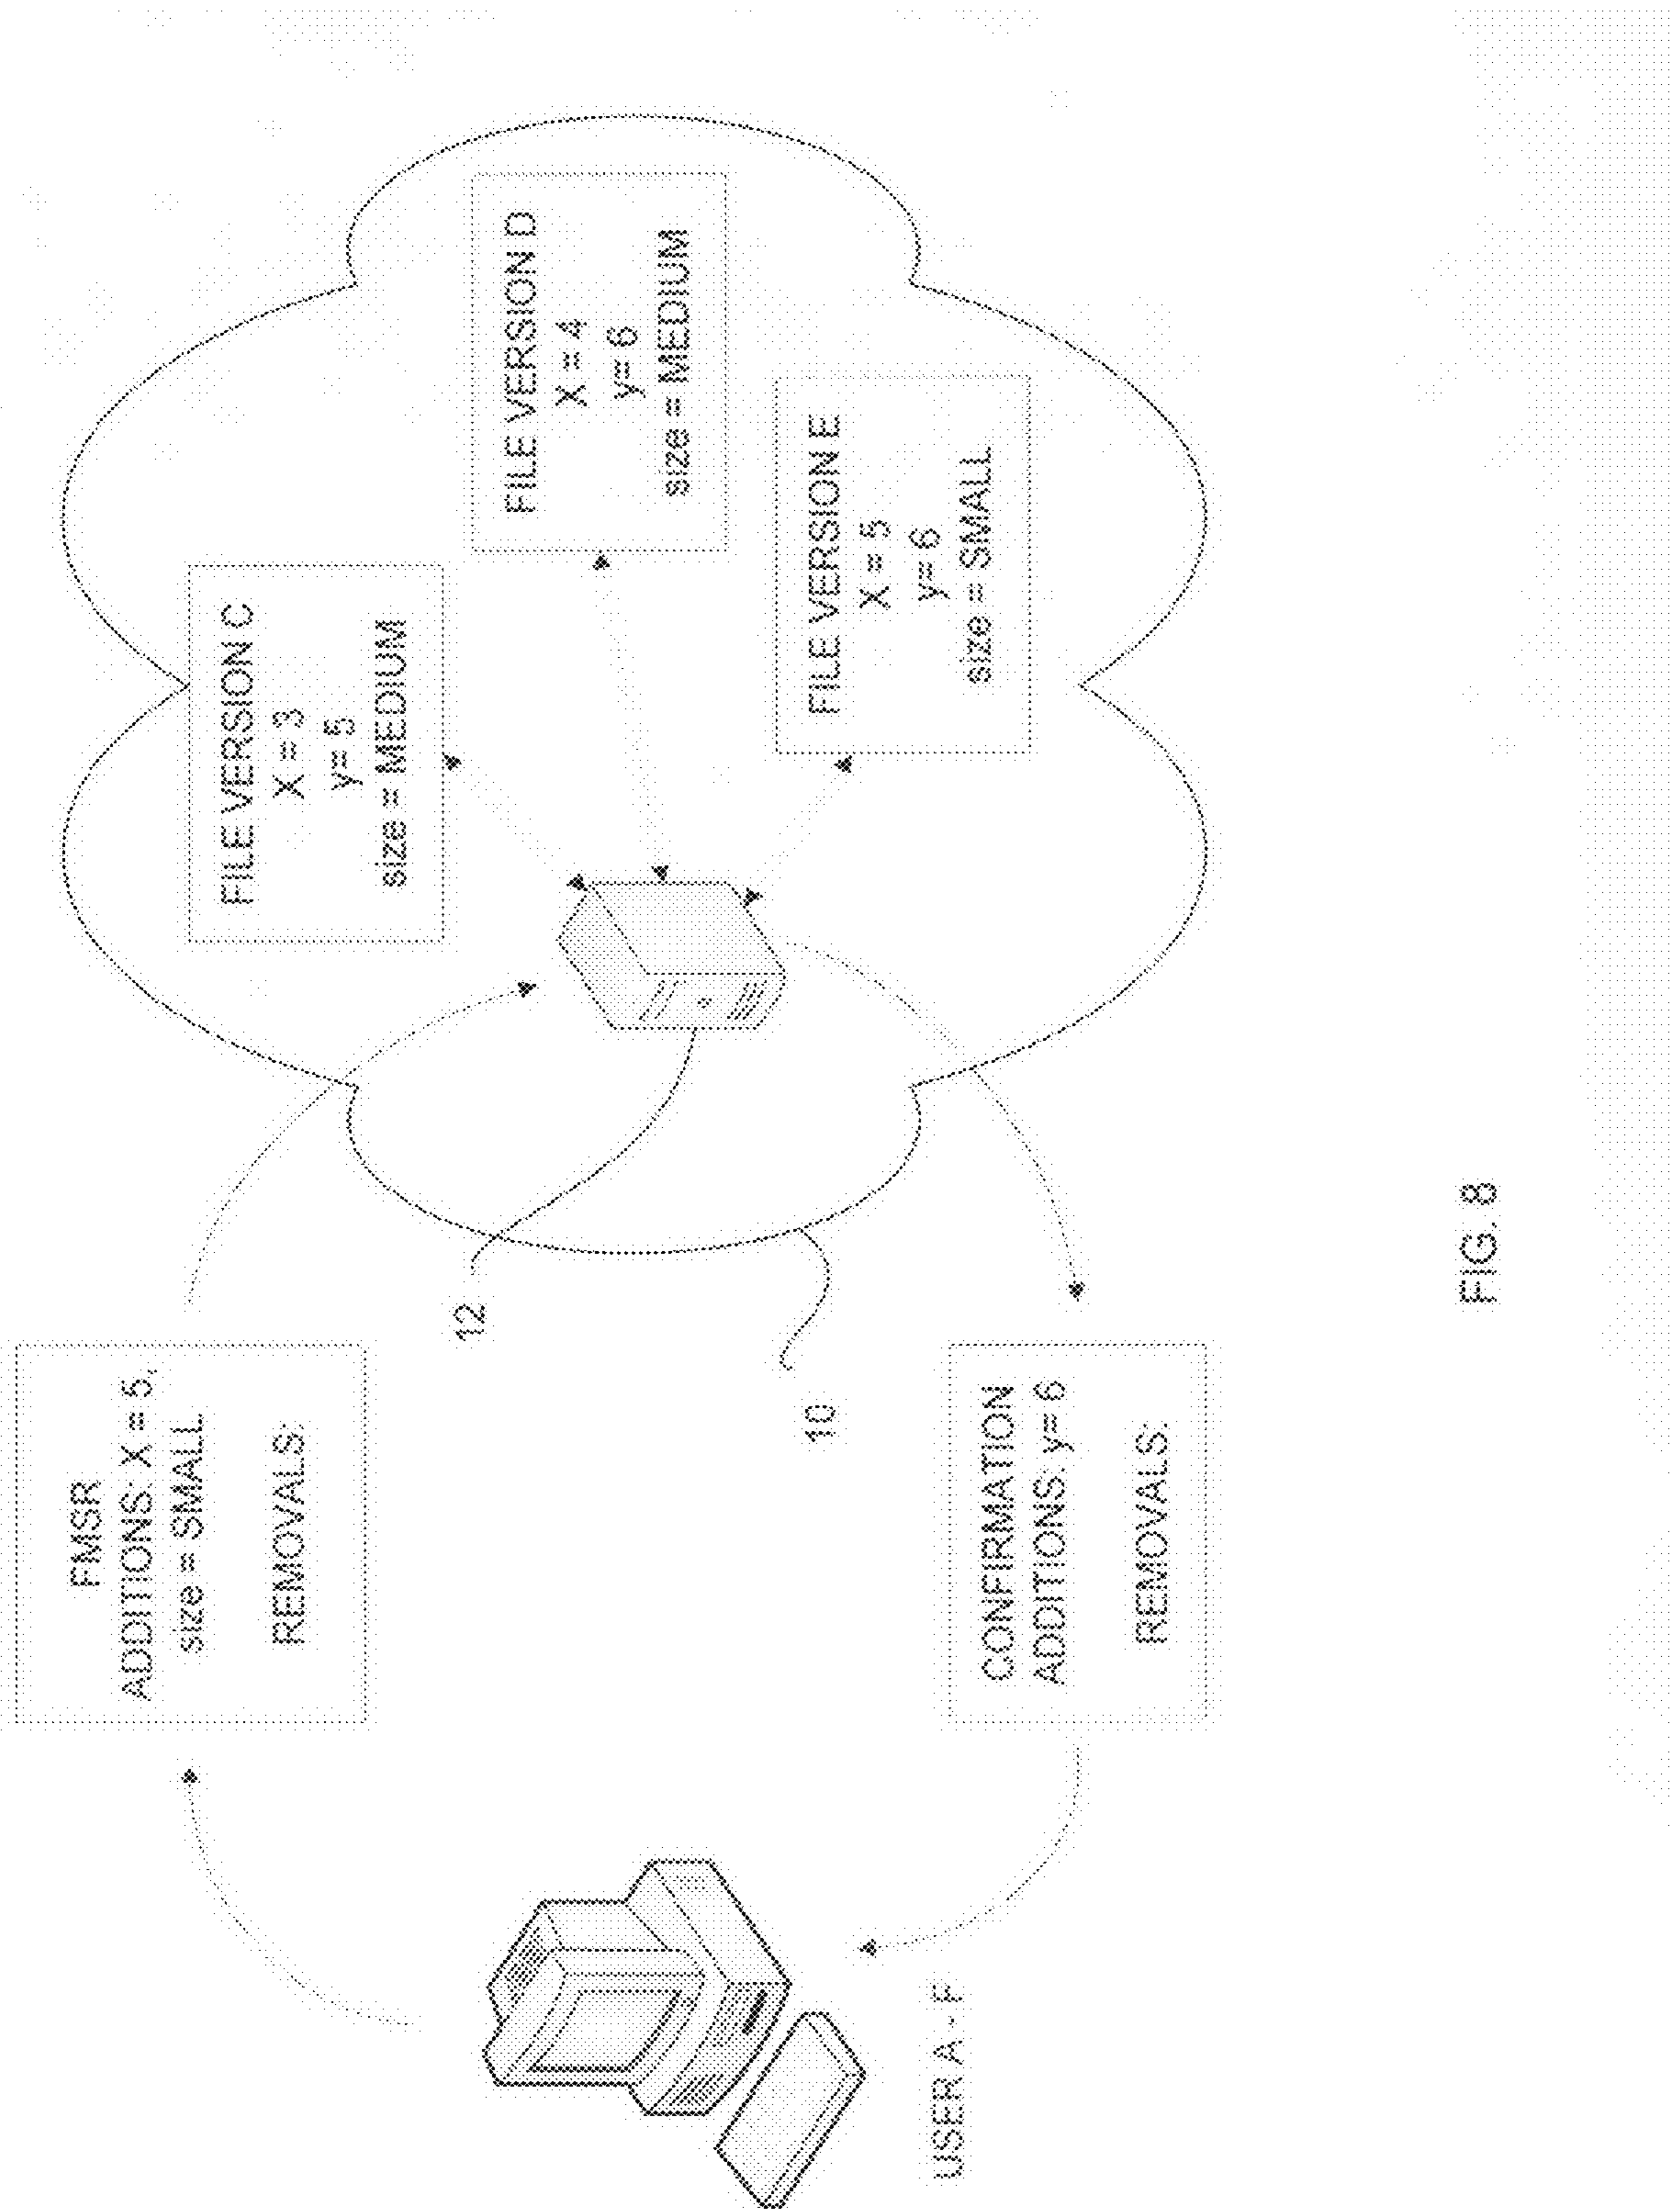 FMSR
ADDITIONS: X = 5,
size = SMALL
REMOVALS:
FILE VERSION C
X = 3
y= 5
size = MEDIUM
FILE VERSION D
X = 4
y= 6
size = MEDIUM
FILE VERSION E
X = 5
y= 6
size = SMALL
12
10
CONFIRMATION
ADDITIONS: y= 6
REMOVALS:
USER A - F
FIG. 8